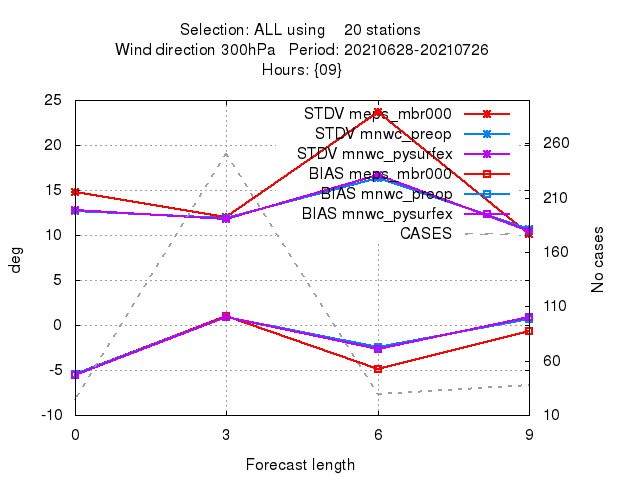 Selection: ALL using 20 stations
Wind direction 300hPa Period: 20210628-20210726
Hours: {09}
25
20
15
10
5
0
-5
-10
deg
STDV meps_mbr000
STDV mnwc_preop
STDV mnwc_pysurfex
BIAS meps_mbr000
BIAS mnwc_preop
BIAS mnwc_pysurfex
CASES
260
210
160
110
60
10
No cases
0 3 6 9
Forecast length